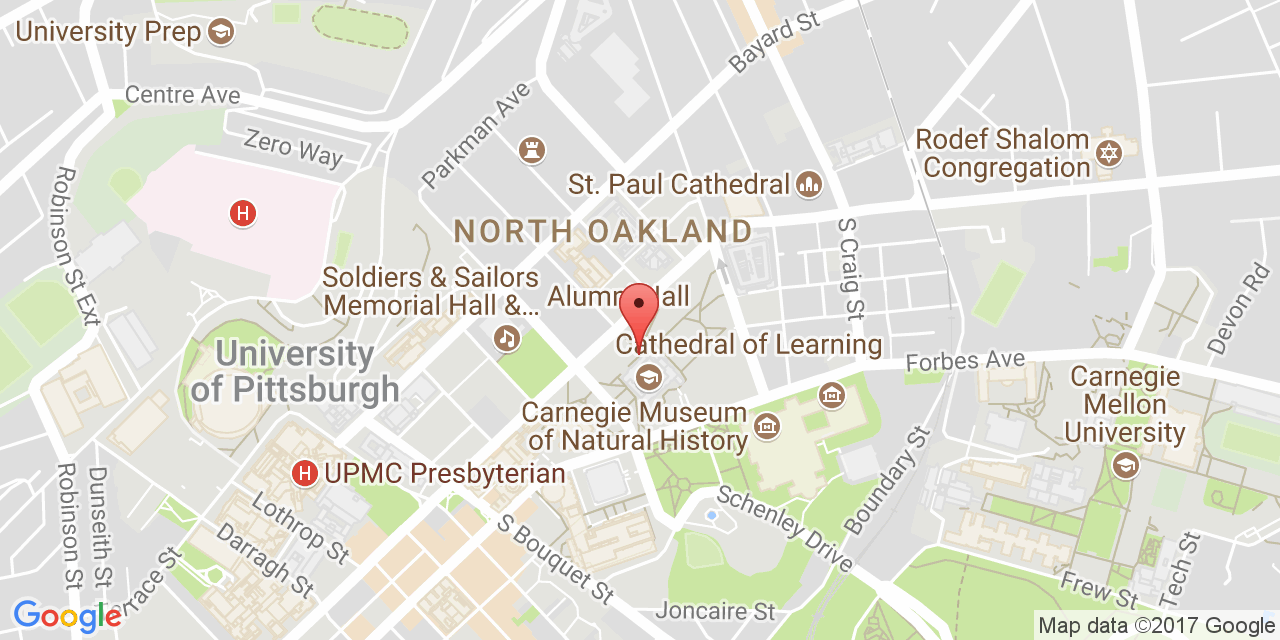 University Prep
Bayard St
Centre Ave
Parkman Ave
Zero Way
Rodef Shalom
Congregation
St. Paul Cathedral
H
NORTH OAKLAND
S Craig St
Robinson St Ext
Soldiers & Sailors
Memorial Hall &...
Devon Rd
University
of Pittsburgh
Cathedral of Learning
Forbes Ave
Carnegie
Mellon
University
Carnegie Museum
of Natural History
H
UPMC Presbyterian
Boundary St
Robinson St
Dunseith St
Lothrop St
Darragh St
S Bouquet St
Schenley Drive
Tech St
Frew St
Joncaire St
Google
Map data ©2017 Google